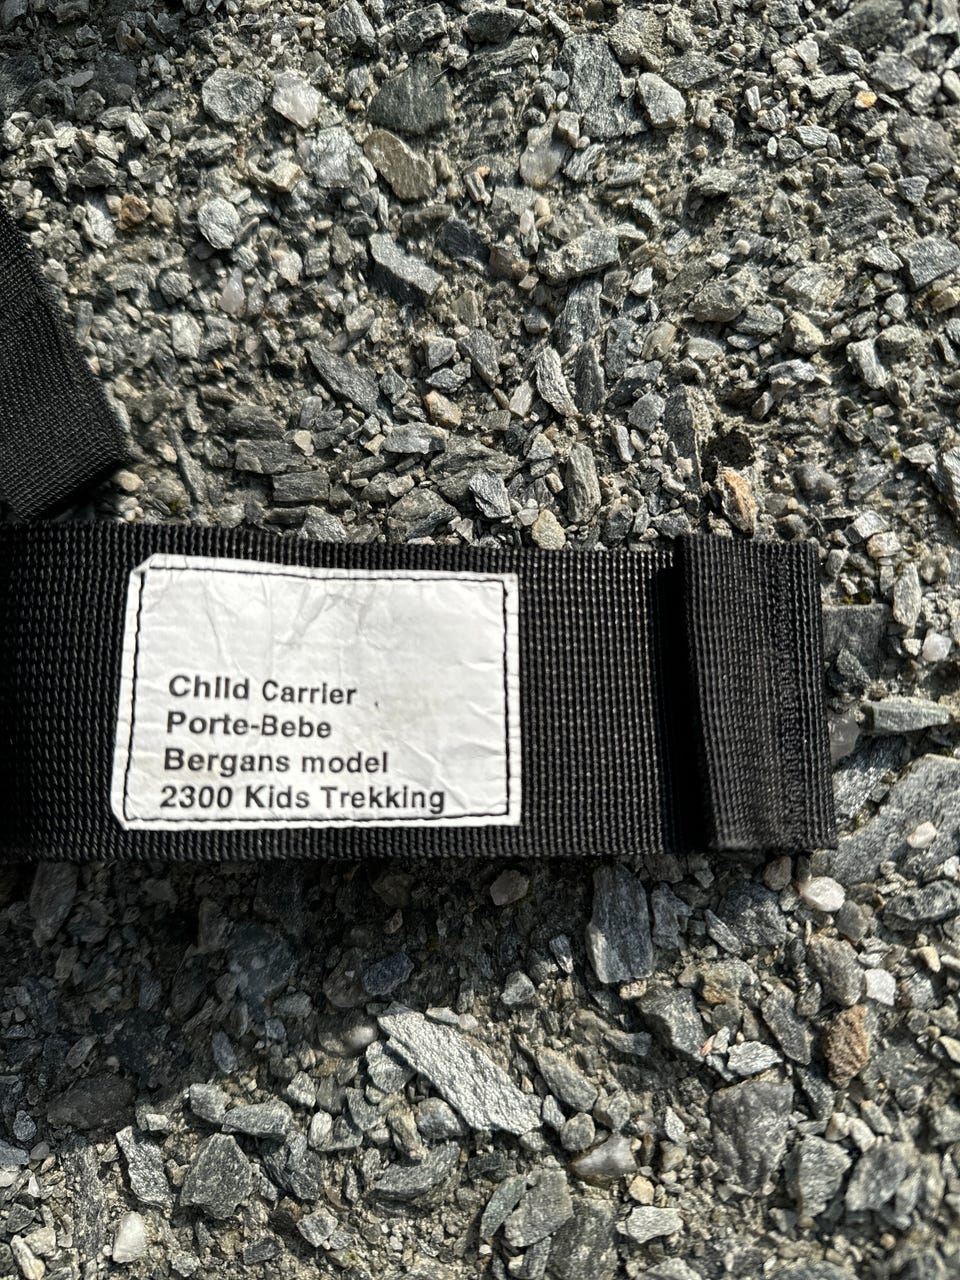 Child Carrier
Porte-Bebe
Bergans model
2300 Kids Trekking